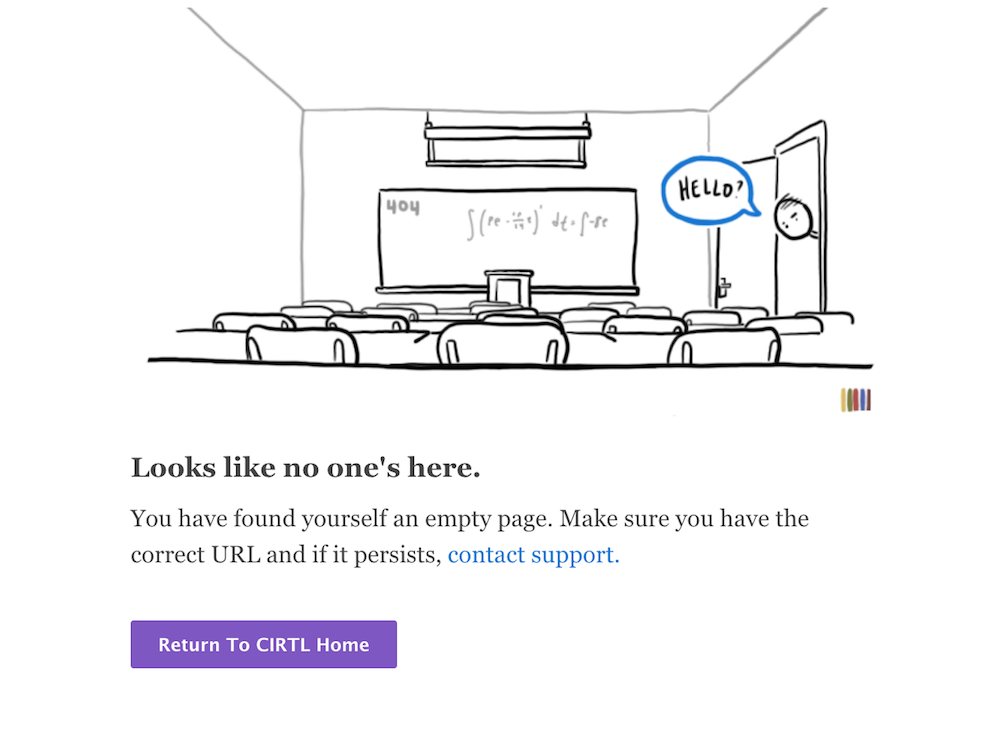 HELLO?
404
Looks like no one's here.
You have found yourself an empty page. Make sure you have the
correct URL and if it persists, contact support.
Return To CIRTL Home